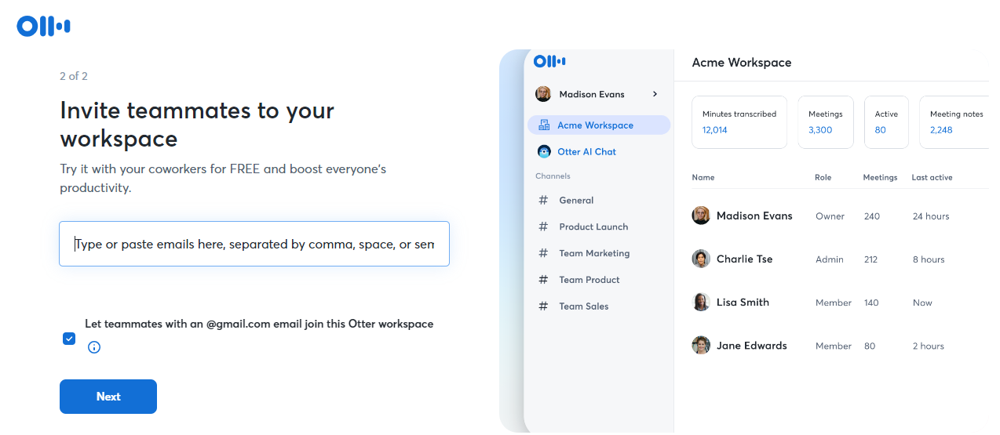 Otter
2 of 2
Invite teammates to your
workspace
Try it with your coworkers for FREE and boost everyone's
productivity.
Type or paste emails here, separated by comma, space, or sem
Let teammates with an @gmail.com email join this Otter workspace
Next
Otter
Madison Evans
Acme Workspace
Otter AI Chat
Channels
# General
# Product Launch
# Team Marketing
# Team Product
# Team Sales
Acme Workspace
Minutes transcribed Meetings Active Meeting notes
12,014 3,300 80 2,248
Name Role Meetings Last active
Madison Evans Owner 240 24 hours
Charlie Tse Admin 212 8 hours
Lisa Smith Member 140 Now
Jane Edwards Member 80 2 hours